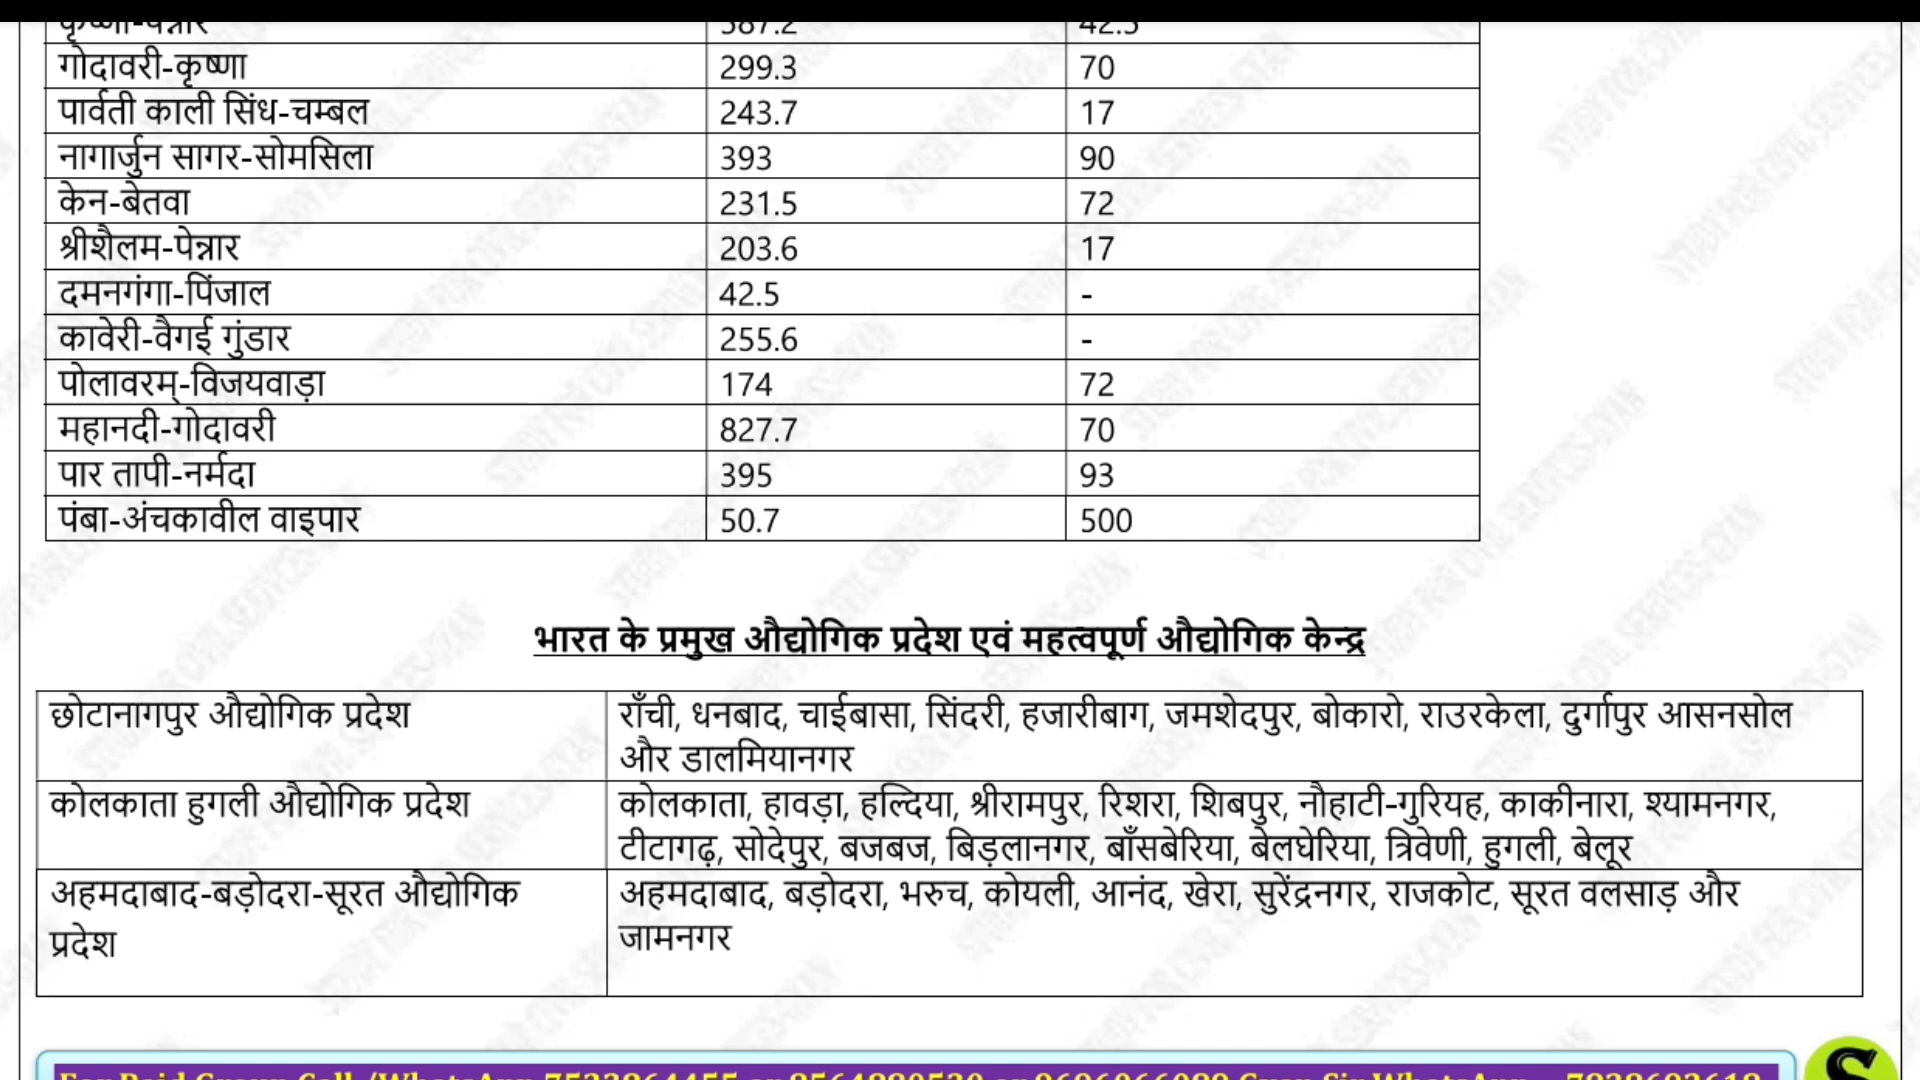 कृष्णा-पेन्नार 587.2 42.5
गोदावरी-कृष्णा 299.3 70
पार्वती काली सिंध-चम्बल 243.7 17
नागार्जुन सागर-सोमसिला 393 90
केन-बेतवा 231.5 72
श्रीशैलम-पेन्नार 203.6 17
दमनगंगा-पिंजाल 42.5 -
कावेरी-वैगई गुंडार 255.6 -
पोलावरम्-विजयवाड़ा 174 72
महानदी-गोदावरी 827.7 70
पार तापी-नर्मदा 395 93
पंबा-अंचकावील वाइपार 50.7 500
भारत के प्रमुख औद्योगिक प्रदेश एवं महत्वपूर्ण औद्योगिक केन्द्र
छोटानागपुर औद्योगिक प्रदेश
राँची, धनबाद, चाईबासा, सिंदरी, हजारीबाग, जमशेदपुर, बोकारो, राउरकेला, दुर्गापुर आसनसोल
और डालमियानगर
कोलकाता हुगली औद्योगिक प्रदेश
कोलकाता, हावड़ा, हल्दिया, श्रीरामपुर, रिशरा, शिबपुर, नौहाटी-गुरियह, काकीनारा, श्यामनगर,
टीटागढ़, सोदेपुर, बजबज, बिड़लानगर, बाँसबेरिया, बेलघेरिया, त्रिवेणी, हुगली, बेलूर
अहमदाबाद-बड़ोदरा-सूरत औद्योगिक
प्रदेश
अहमदाबाद, बड़ोदरा, भरुच, कोयली, आनंद, खेरा, सुरेंद्रनगर, राजकोट, सूरत वलसाड़ और
जामनगर